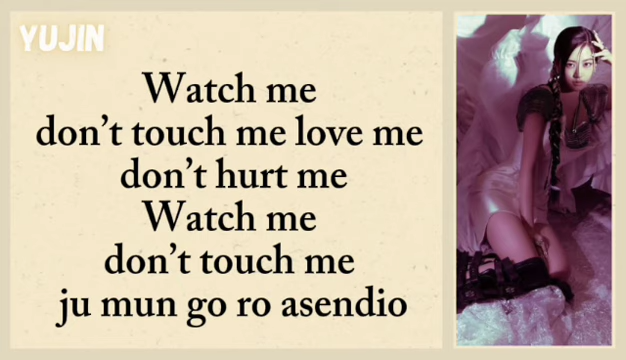 YUJIN
Watch me
don't touch me love me
don't hurt me
Watch me
don't touch me
ju mun go ro asendio